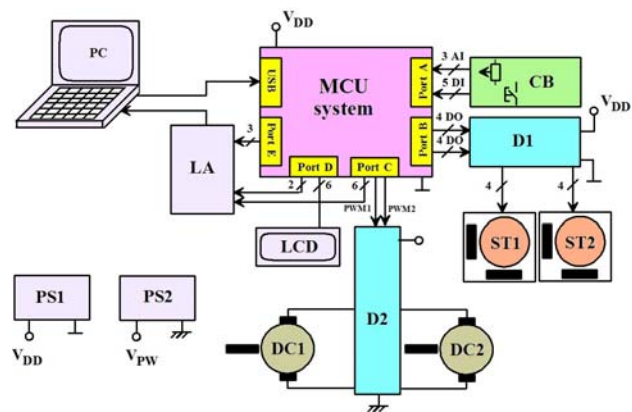 V_DD
PC
USB
MCU
system
Port A
3 AI
5 DI
CB
V_DD
Port E
3
Port B
4 DO
4 DO
D1
LA
Port D
Port C
2
6
6
PWM1
PWM2
4
4
LCD
ST1
ST2
PS1
PS2
D2
V_DD
V_PW
DC1
DC2